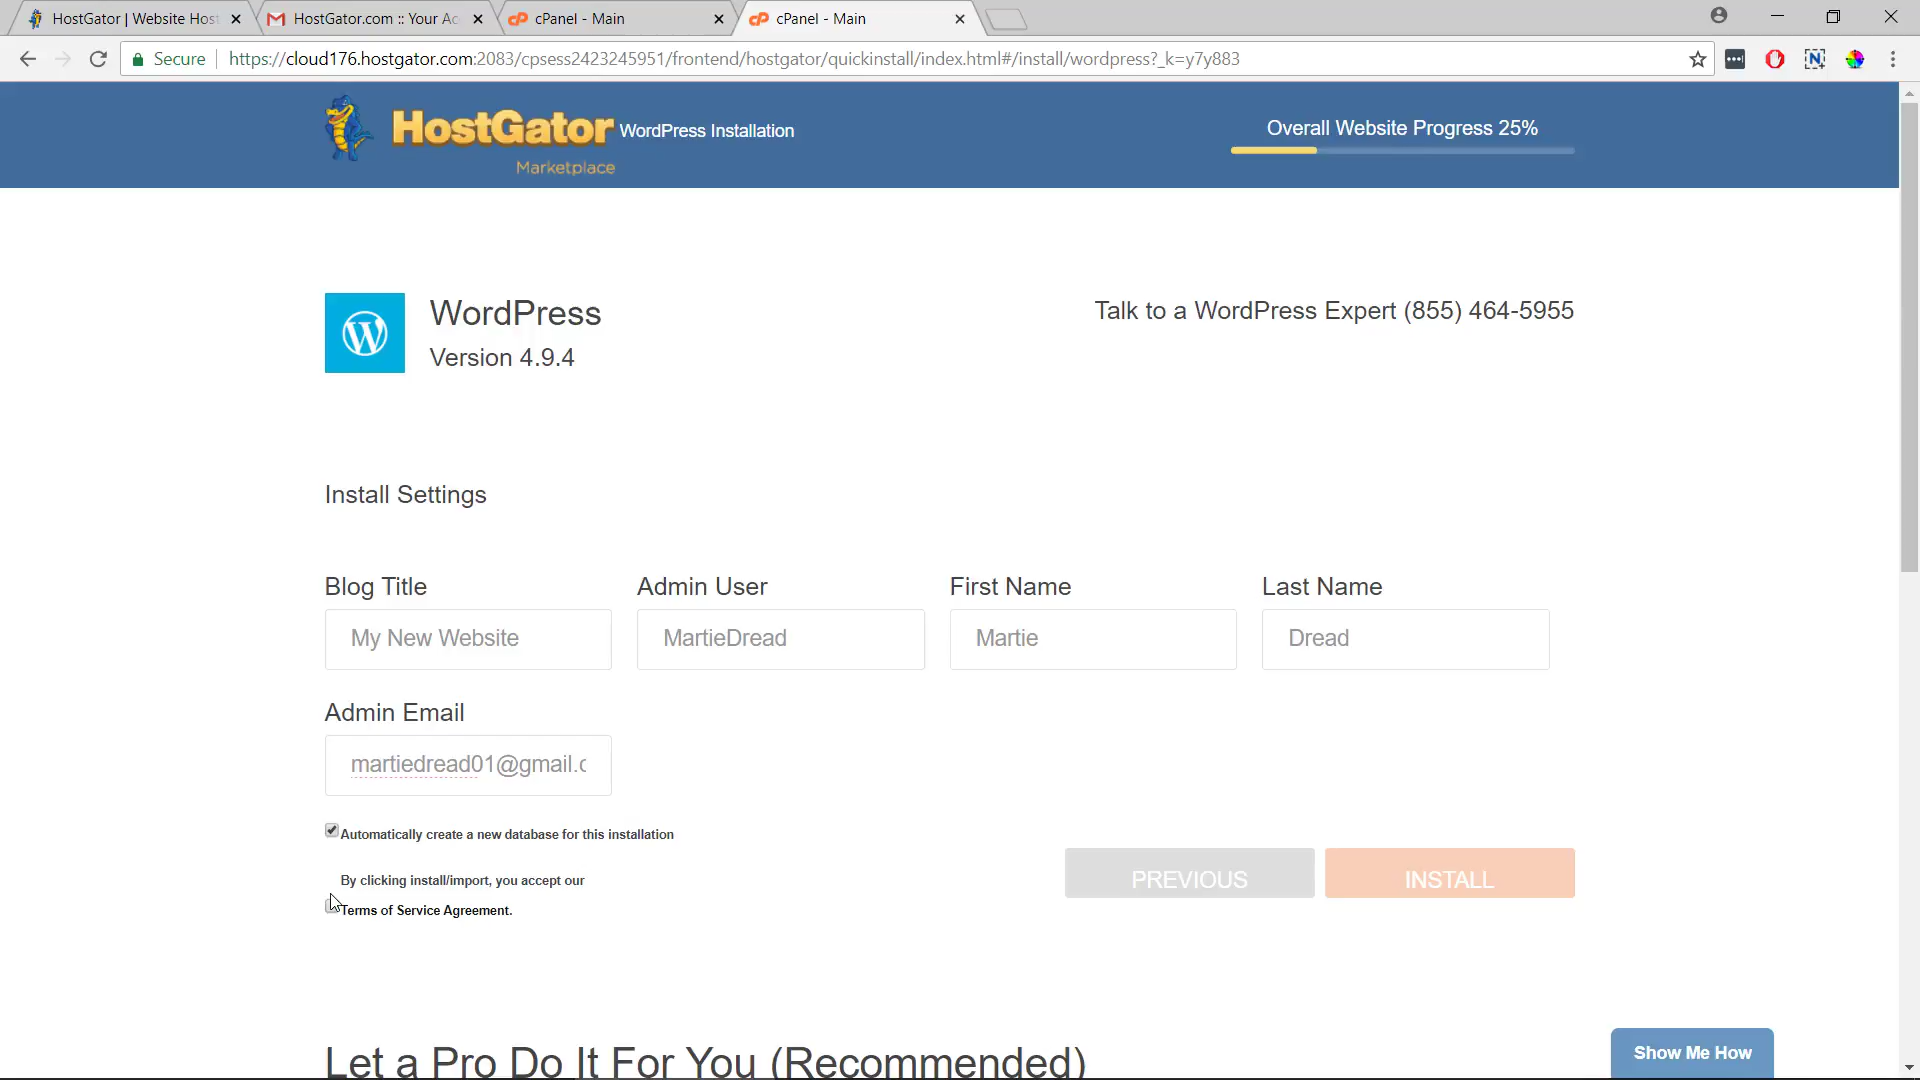 HostGator | Website Host
HostGator.com :: Your Ac
cPanel - Main
cPanel - Main
Secure
https://cloud176.hostgator.com:2083/cpsess2423245951/frontend/hostgator/quickinstall/index.html#/install/wordpress?_k=y7y883
HostGator
Marketplace
WordPress Installation
Overall Website Progress 25%
WordPress
Version 4.9.4
Talk to a WordPress Expert (855) 464-5955
Install Settings
Blog Title
Admin User
First Name
Last Name
My New Website
MartieDread
Martie
Dread
Admin Email
martiedread01@gmail.c
Automatically create a new database for this installation
By clicking install/import, you accept our
Terms of Service Agreement.
PREVIOUS
INSTALL
Let a Pro Do It For You (Recommended)
Show Me How